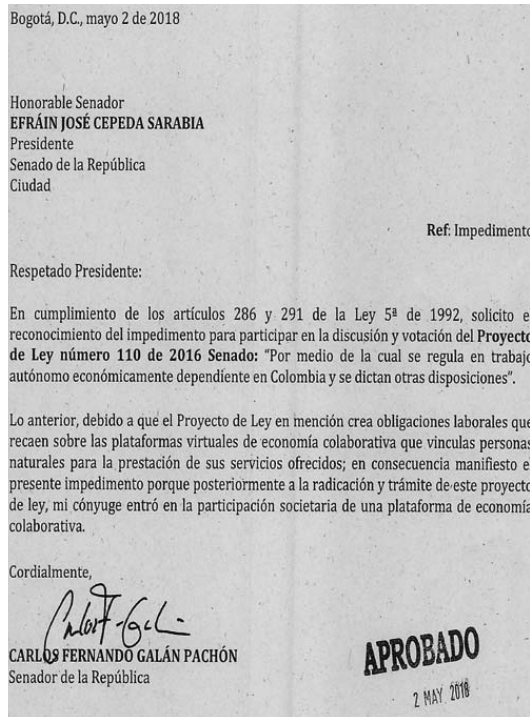 Bogotá, D.C., mayo 2 de 2018
Honorable Senador
EFRÁIN JOSÉ CEPEDA SARABIA
Presidente
Senado de la República
Ciudad
Ref: Impedimento
Respetado Presidente:
En cumplimiento de los artículos 286 y 291 de la Ley 5ª de 1992, solicito e
reconocimiento del impedimento para participar en la discusión y votación del Proyecto
de Ley número 110 de 2016 Senado: "Por medio de la cual se regula en trabajo
autónomo económicamente dependiente en Colombia y se dictan otras disposiciones".
Lo anterior, debido a que el Proyecto de Ley en mención crea obligaciones laborales que
recaen sobre las plataformas virtuales de economía colaborativa que vinculas personas
naturales para la prestación de sus servicios ofrecidos; en consecuencia manifiesto e
presente impedimento porque posteriormente a la radicación y trámite de este proyecto
de ley, mi cónyuge entró en la participación societaria de una plataforma de economía
colaborativa.
Cordialmente,
CARLOS FERNANDO GALÁN PACHÓN
Senador de la República
APROBADO
2 MAY 2018